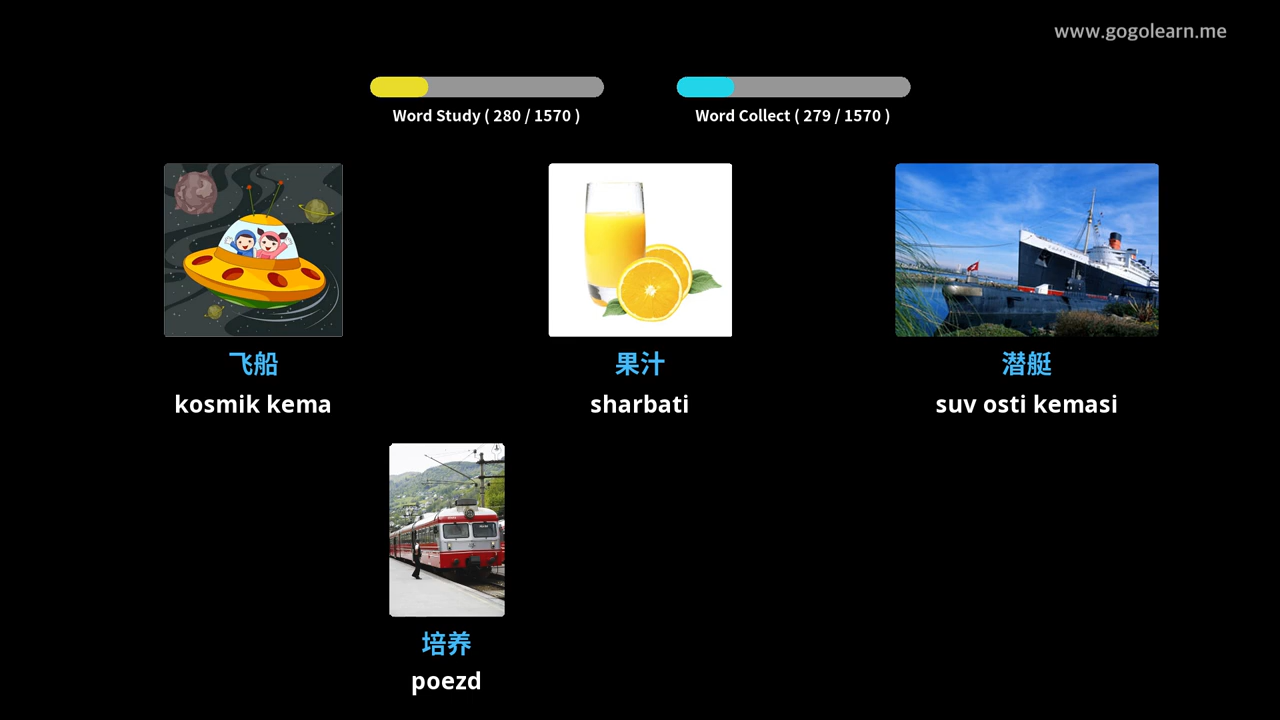 www.gogolearn.me
Word Study ( 280 / 1570 )
Word Collect ( 279 / 1570 )
飞船
kosmik kema
果汁
sharbati
潜艇
suv osti kemasi
培养
poezd